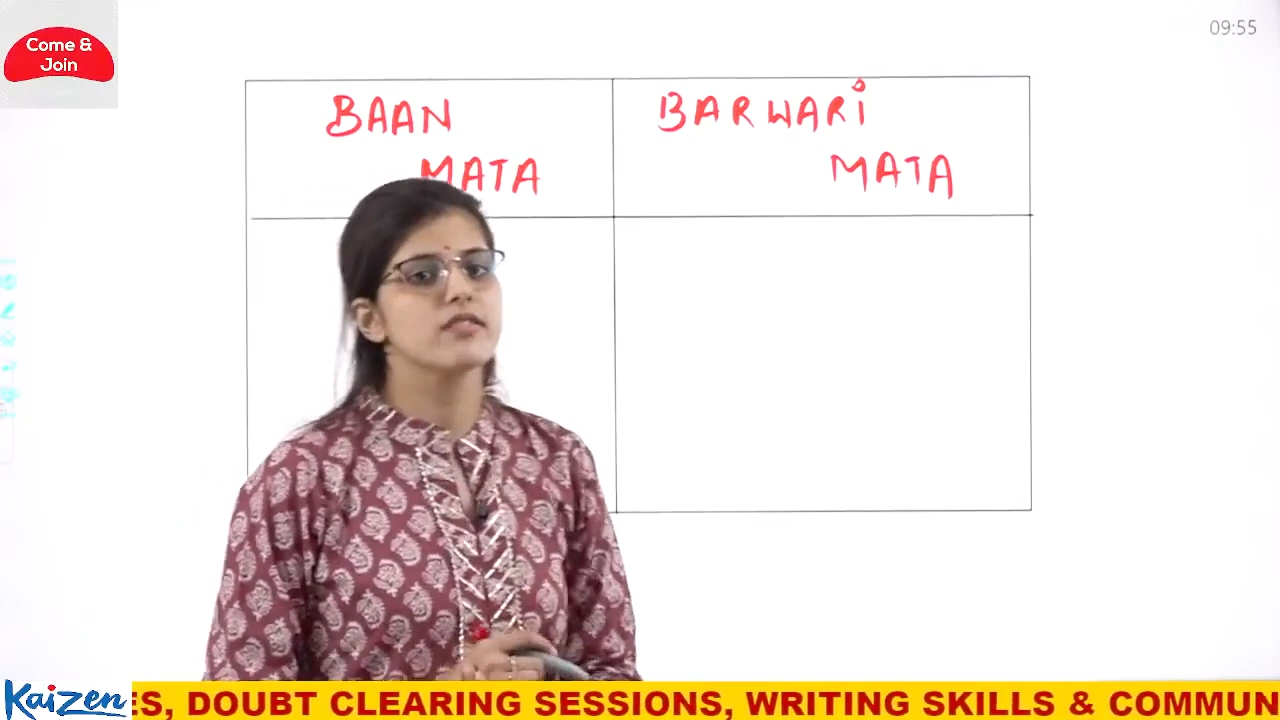 Come &
Join
09:55
BAAN
MATA
BARWARI
MATA
Kaizen
ES, DOUBT CLEARING SESSIONS, WRITING SKILLS & COMMUN